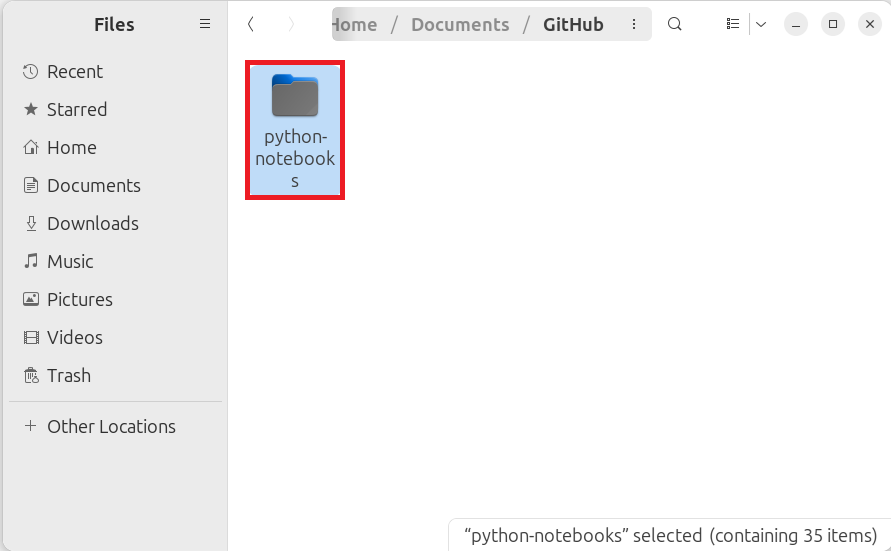 Files
Home / Documents / GitHub
Recent
Starred
Home
Documents
Downloads
Music
Pictures
Videos
Trash
Other Locations
python-
notebook
s
“python-notebooks” selected (containing 35 items)